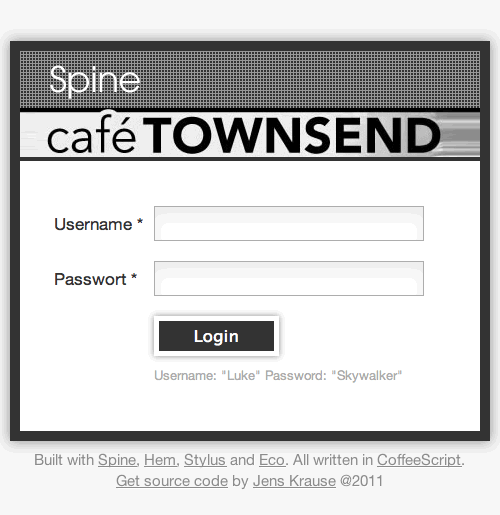 Spine
café TOWNSEND
Username *
Passwort *
Login
Username: "Luke" Password: "Skywalker"
Built with Spine, Hem, Stylus and Eco. All written in CoffeeScript.
Get source code by Jens Krause @2011